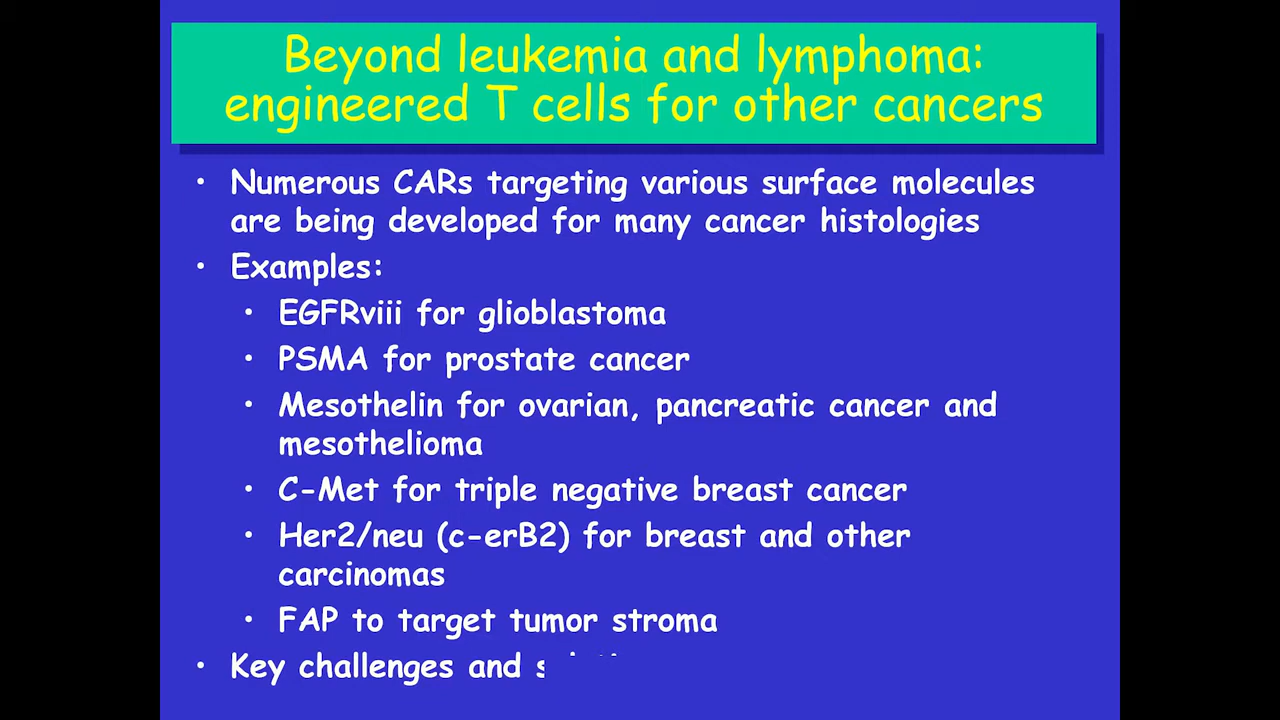 Beyond leukemia and lymphoma:
engineered T cells for other cancers
• Numerous CARs targeting various surface molecules
are being developed for many cancer histologies
• Examples:
• EGFRviii for glioblastoma
• PSMA for prostate cancer
• Mesothelin for ovarian, pancreatic cancer and
mesothelioma
• C-Met for triple negative breast cancer
• Her2/neu (c-erB2) for breast and other
carcinomas
• FAP to target tumor stroma
• Key challenges and